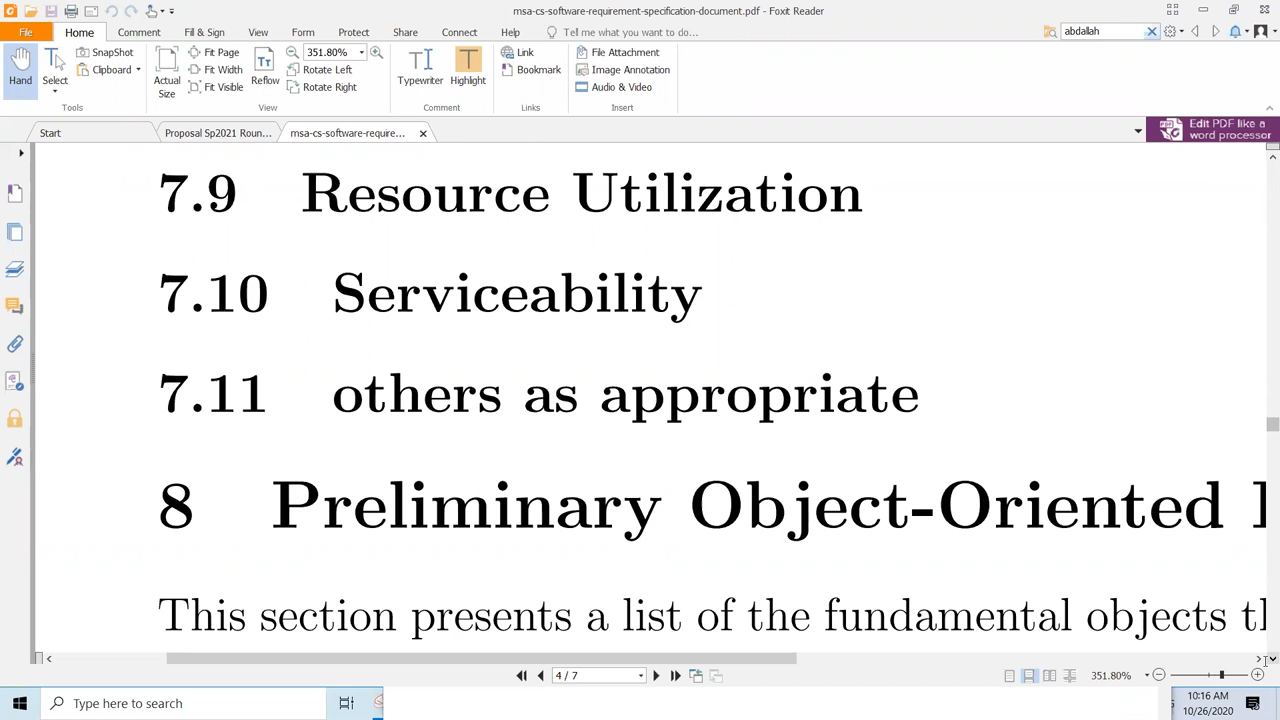 msa-cs-software-requirement-specification-document.pdf - Foxit Reader
File Home Comment Fill & Sign View Form Protect Share Connect Help Tell me what you want to do... abdallah
Hand
Select
SnapShot
Clipboard
Tools
Actual Size
Fit Page
Fit Width
Fit Visible
Reflow
351.80%
Rotate Left
Rotate Right
View
Typewriter
Highlight
Comment
Link
Bookmark
Links
File Attachment
Image Annotation
Audio & Video
Insert
Start Proposal Sp2021 Roun... msa-cs-software-require...
Edit PDF like a
word processor
7.9 Resource Utilization
7.10 Serviceability
7.11 others as appropriate
8 Preliminary Object-Oriented
This section presents a list of the fundamental objects th
4 / 7 351.80%
Type here to search
10:16 AM
10/26/2020